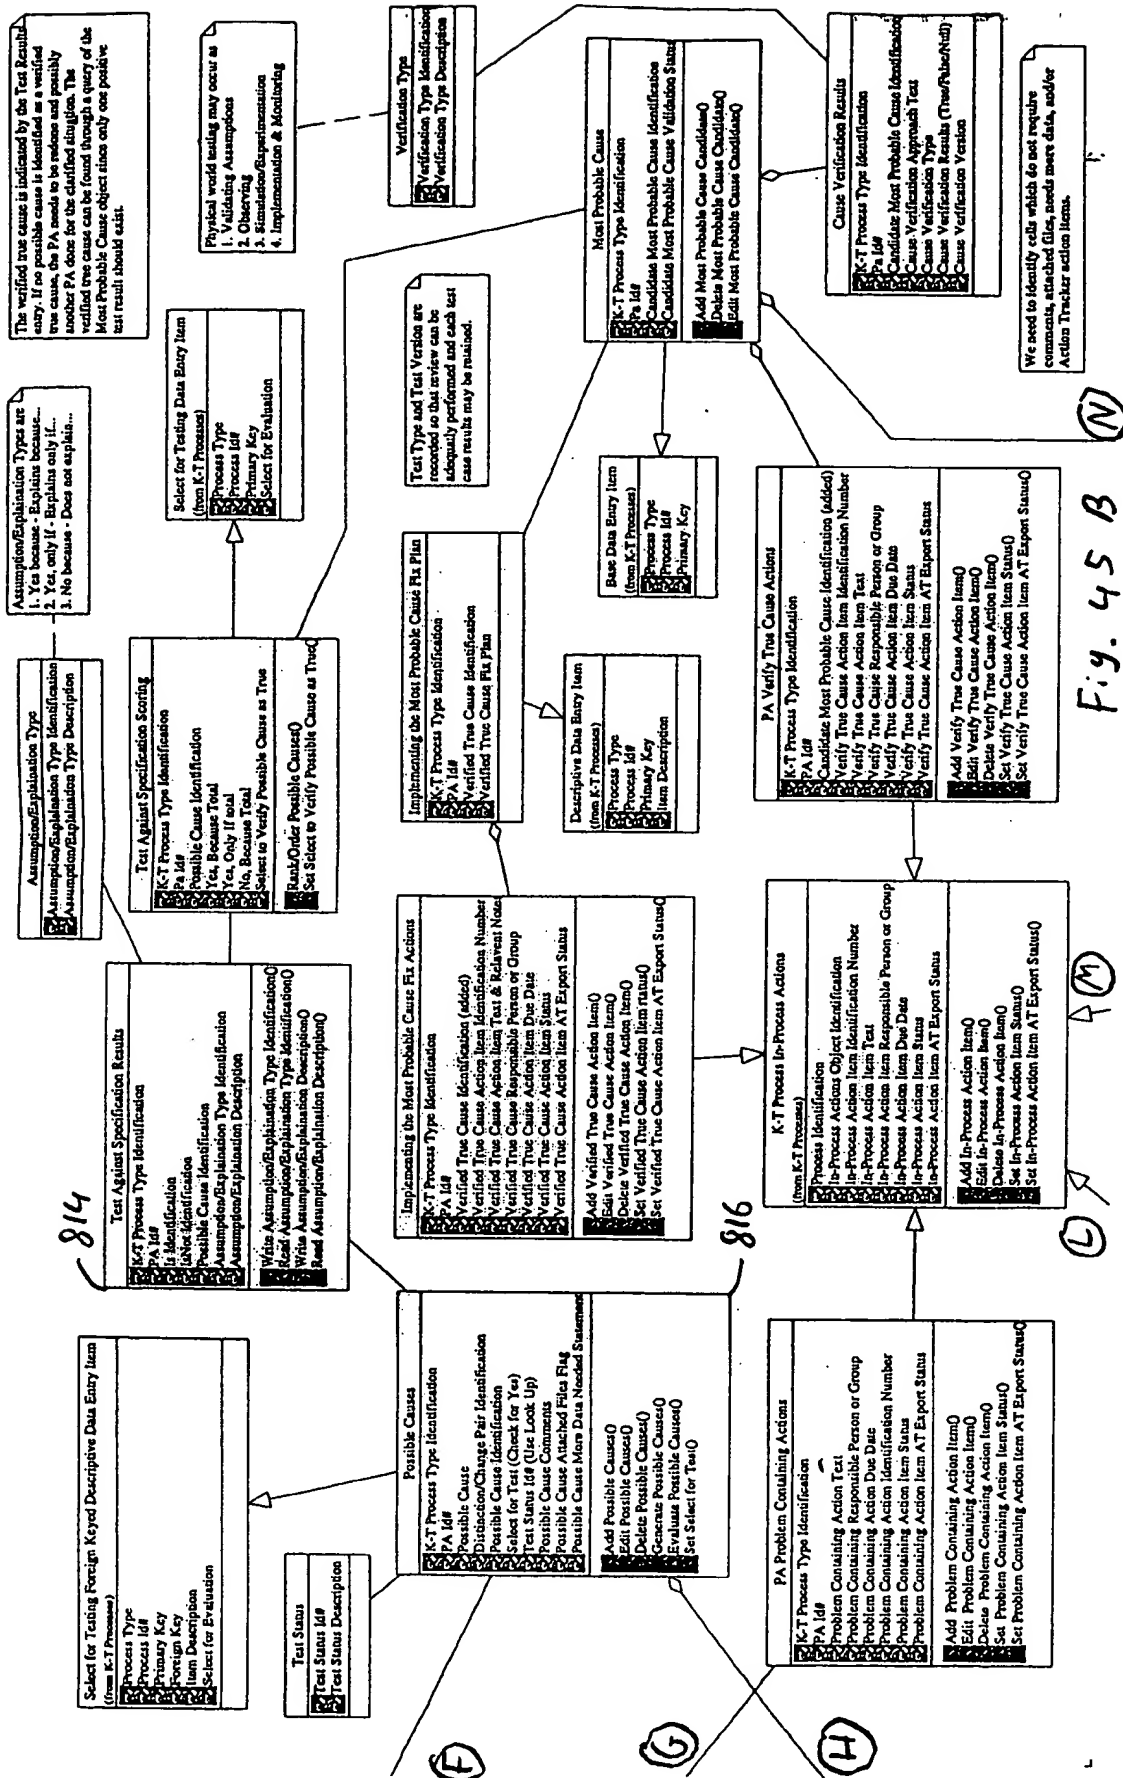 Select for Testing Foreign Keyed Descriptive Data Entry Item
(from K-T Processes)
Process Type
Process Id#
Primary Key
Foreign Key
Item Description
Select for Evaluation
814
Test Against Specification Results
K-T Process Type Identification
PA Id#
Is Identification
IsNot Identification
Possible Cause Identification
Assumption/Explaination Type Identification
Assumption/Explaination Description
Write Assumption/Explaination Type Identification()
Read Assumption/Explaination Type Identification()
Write Assumption/Explaination Description()
Read Assumption/Explaination Description()
Assumption/Explaination Type
Assumption/Explaination Type Identification
Assumption/Explaination Type Description
Assumption/Explaination Types are
1. Yes because - Explains because...
2. Yes, only if - Explains only if...
3. No because - Does not explain...
The verified true cause is indicated by the Test Results
entry. If no possible cause is identified as a verified
true cause, the PA needs to be redone and possibly
another PA done for the clarified situation. The
verified true cause can be found through a query of the
Most Probable Cause object since only one positive
test result should exist.
Test Against Specification Scoring
K-T Process Type Identification
Pa Id#
Possible Cause Identification
Yes, Because Total
Yes, Only If total
No, Because Total
Select to Verify Possible Cause as True
Rank/Order Possible Causes()
Set Select to Verify Possible Cause as True()
Select for Testing Data Entry Item
(from K-T Processes)
Process Type
Process Id#
Primary Key
Select for Evaluation
Physical world testing may occur as
1. Validating Assumptions
2. Observing
3. Simulation/Experimentation
4. Implementation & Monitoring
Test Status
Test Status Id#
Test Status Description
Possible Causes
K-T Process Type Identification
PA Id#
Possible Cause
Distinction/Change Pair Identification
Possible Cause Identification
Select for Test (Check for Yes)
Test Status Id# (Use Look Up)
Possible Cause Comments
Possible Cause Attached Files Flag
Possible Cause More Data Needed Statement
Add Possible Causes()
Edit Possible Causes()
Delete Possible Causes()
Generate Possible Causes()
Evaluate Possible Causes()
Set Select for Test()
816
Implementing the Most Probable Cause Fix Actions
K-T Process Type Identification
PA Id#
Verified True Cause Identification (added)
Verified True Cause Action Item Identification Number
Verified True Cause Action Item Text & Relavent Notes
Verified True Cause Responsible Person or Group
Verified True Cause Action Item Due Date
Verified True Cause Action Item Status
Verified True Cause Action Item AT Export Status
Add Verified True Cause Action Item()
Edit Verified True Cause Action Item()
Delete Verified True Cause Action Item()
Set Verified True Cause Action Item status()
Set Verified True Cause Action Item AT Export Status()
Implementing the Most Probable Cause Fix Plan
K-T Process Type Identification
PA Id#
Verified True Cause Identification
Verified True Cause Fix Plan
Test Type and Test Version are
recorded so that review can be
adequately performed and each test
case results may be retained.
Verification Type
Verification Type Identification
Verification Type Description
Descriptive Data Entry Item
(from K-T Processes)
Process Type
Process Id#
Primary Key
Item Description
Base Data Entry Item
(from K-T Processes)
Process Type
Process Id#
Primary Key
Most Probable Cause
K-T Process Type Identification
Pa Id#
Candidate Most Probable Cause Identification
Candidate Most Probable Cause Validation Status
Add Most Probable Cause Candidate()
Delete Most Probable Cause Candidate()
Edit Most Probable Cause Candidate()
F
G
H
PA Problem Containing Actions
K-T Process Type Identification
PA Id#
Problem Containing Action Text
Problem Containing Responsible Person or Group
Problem Containing Action Due Date
Problem Containing Action Identification Number
Problem Containing Action Item Status
Problem Containing Action Item AT Export Status
Add Problem Containing Action Item()
Edit Problem Containing Action Item()
Delete Problem Containing Action Item()
Set Problem Containing Action Item Status()
Set Problem Containing Action Item AT Export Status()
K-T Process In-Process Actions
(from K-T Processes)
Process Identification
In-Process Actions Object Identification
In-Process Action Item Identification Number
In-Process Action Item Text
In-Process Action Item Responsible Person or Group
In-Process Action Item Due Date
In-Process Action Item Status
In-Process Action Item AT Export Status
Add In-Process Action Item()
Edit In-Process Action Item()
Delete In-Process Action Item()
Set In-Process Action Item Status()
Set In-Process Action Item AT Export Status()
L
M
PA Verify True Cause Actions
K-T Process Type Identification
PA Id#
Candidate Most Probable Cause Identification (added)
Verify True Cause Action Item Identification Number
Verify True Cause Action Item Text
Verify True Cause Responsible Person or Group
Verify True Cause Action Item Due Date
Verify True Cause Action Item Status
Verify True Cause Action Item AT Export Status
Add Verify True Cause Action Item()
Edit Verify True Cause Action Item()
Delete Verify True Cause Action Item()
Set Verify True Cause Action Item Status()
Set Verify True Cause Action Item AT Export Status()
Cause Verification Results
K-T Process Type Identification
Pa Id#
Candidate Most Probable Cause Identification
Cause Verification Approach Text
Cause Verification Type
Cause Verification Results (True/False/Null)
Cause Verification Version
We need to identify cells which do not require
comments, attached files, needs more data, and/or
Action Tracker action items.
N
Fig. 45 B